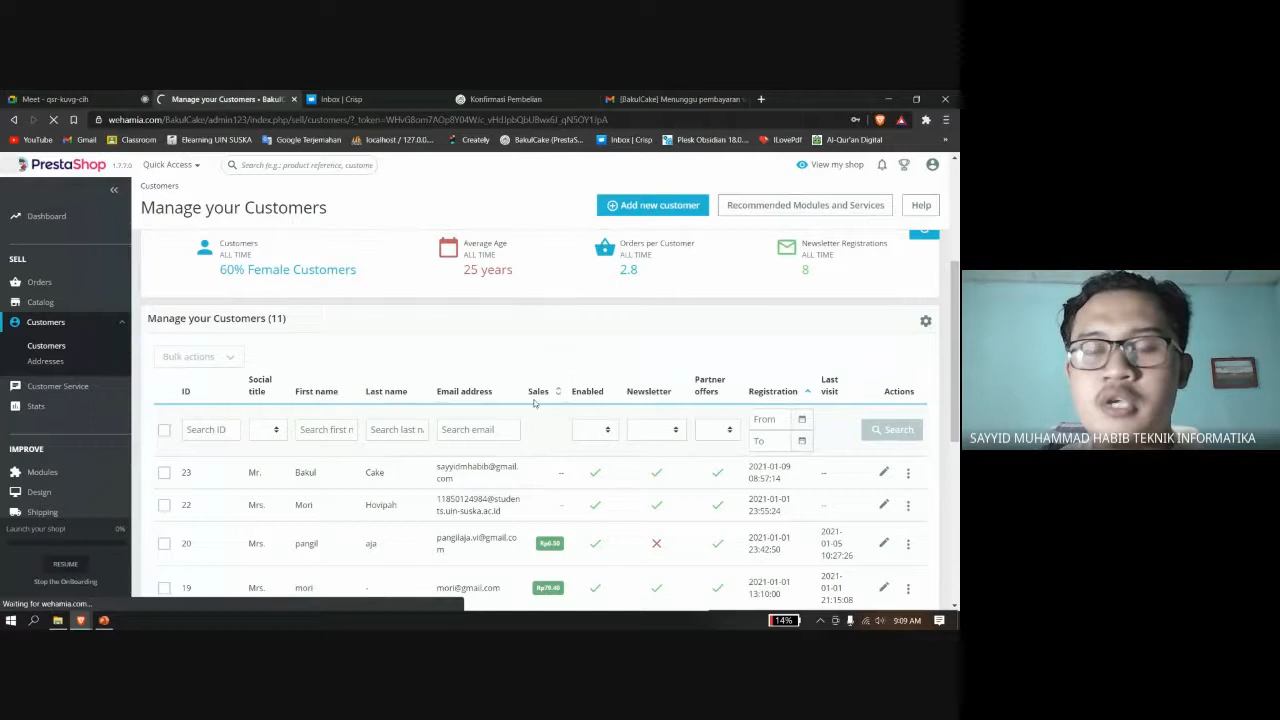 Meet - qsr-kuvg-cih
Manage your Customers • BakulC
Inbox | Crisp
Konfirmasi Pembelian
[BakulCake] Menunggu pembayaran
wehamia.com/BakulCake/admin123/index.php/sell/customers/?_token=
YouTube
Gmail
Classroom
Elearning UIN SUSKA
Google Terjemahan
localhost / 127.0.0....
Creately
BakulCake (PrestaS...
Inbox | Crisp
Plesk Obsidian 18.0....
ILovePdf
Al-Qur'an Digital
PrestaShop
1.7.7.0
Quick Access
Search (e.g.: product reference, custome
View my shop
Customers
Manage your Customers
Add new customer
Recommended Modules and Services
Help
Dashboard
SELL
Orders
Catalog
Customers
Customers
Addresses
Customer Service
Stats
IMPROVE
Modules
Design
Shipping
Launch your shop! 0%
RESUME
Stop the OnBoarding
Customers
ALL TIME
60% Female Customers
Average Age
ALL TIME
25 years
Orders per Customer
ALL TIME
2.8
Newsletter Registrations
ALL TIME
8
Manage your Customers (11)
Bulk actions
ID Social title First name Last name Email address Sales Enabled Newsletter Partner offers Registration Last visit Actions
Search ID Search first n Search last n Search email From
To
Search
23 Mr. Bakul Cake sayyidmhabib@gmail.com -- 2021-01-09 08:57:14 --
22 Mrs. Mori Hovipah 11850124984@students.uin-suska.ac.id -- 2021-01-01 23:55:24 --
20 Mrs. pangil aja pangilaja.vi@gmail.com 2021-01-01 23:42:50 2021-01-05 10:27:26
19 Mrs. mori - mori@gmail.com Rp79.40 2021-01-01 13:10:00 2021-01-01 21:15:08
Waiting for wehamia.com...
14%
9:09 AM
SAYYID MUHAMMAD HABIB TEKNIK INFORMATIKA